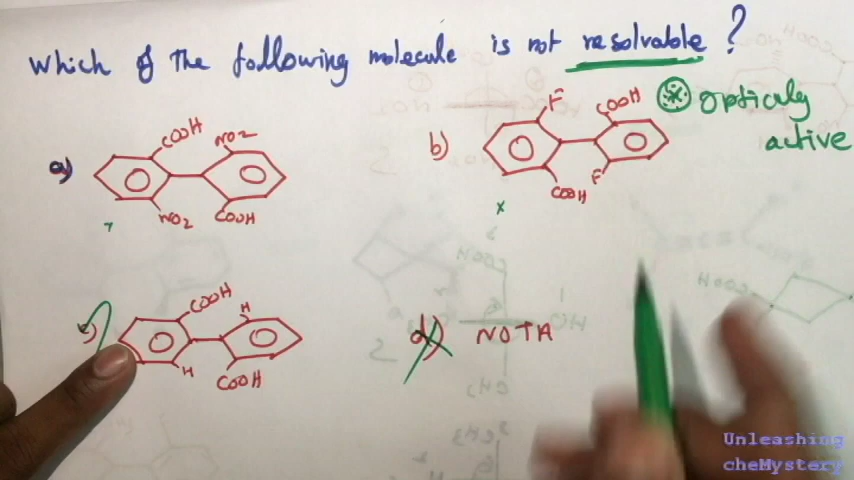 Which of the following molecule is not resolvable ?
* opticaly
active
a)
COOH
NO2
NO2
COOH
b)
F
COOH
COOH
F
c)
COOH
H
H
COOH
d) NOTA
Unleashing
cheMystery